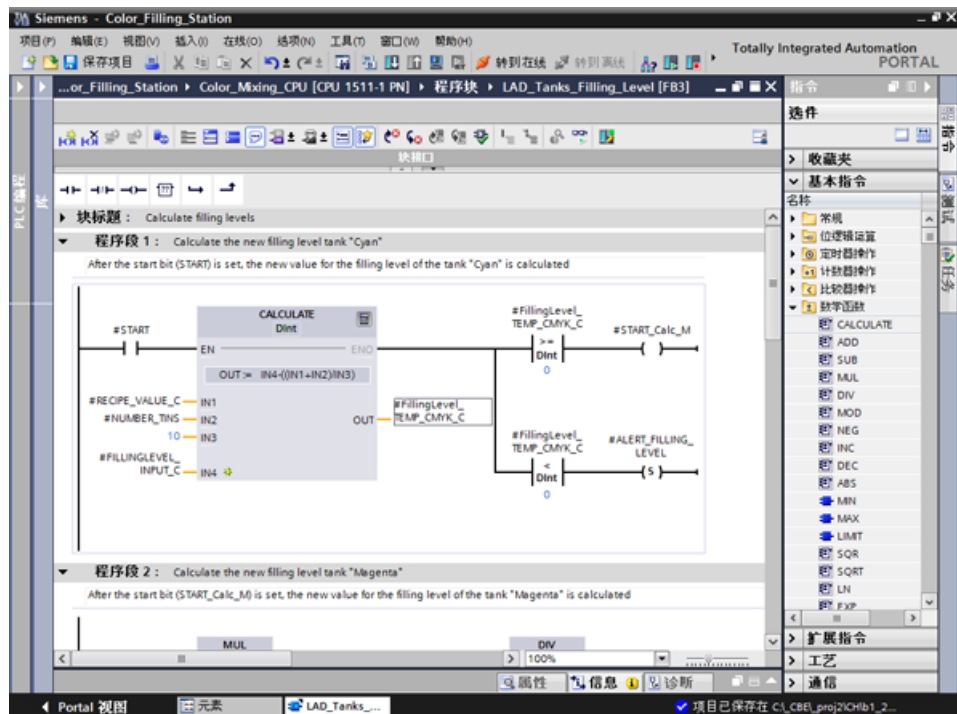 Siemens - Color_Filling_Station
项目(P) 编辑(E) 视图(V) 插入(I) 在线(O) 选项(N) 工具(T) 窗口(W) 帮助(H)
Totally Integrated Automation
PORTAL
保存项目 转到在线 转到离线
...or_Filling_Station Color_Mixing_CPU [CPU 1511-1 PN] 程序块 LAD_Tanks_Filling_Level [FB3]
指令
选件
块接口
收藏夹
基本指令
名称
常规
位逻辑运算
定时器操作
计数器操作
比较器操作
数学函数
CALCULATE
ADD
SUB
MUL
DIV
MOD
NEG
INC
DEC
ABS
MIN
MAX
LIMIT
SQR
SQRT
LN
EXP
扩展指令
工艺
通信
PLC 编程
指令
任务
块标题: Calculate filling levels
程序段 1: Calculate the new filling level tank "Cyan"
After the start bit (START) is set, the new value for the filling level of the tank "Cyan" is calculated
#START
CALCULATE
DInt
EN
ENO
OUT := IN4-((IN1+IN2)/IN3)
#RECIPE_VALUE_C IN1
#NUMBER_TINS IN2
10 IN3
#FILLINGLEVEL_
INPUT_C IN4
OUT
#FillingLevel_
TEMP_CMYK_C
#FillingLevel_
TEMP_CMYK_C
>=
DInt
0
#START_Calc_M
#FillingLevel_
TEMP_CMYK_C
<
DInt
0
#ALERT_FILLING_
LEVEL
S
程序段 2: Calculate the new filling level tank "Magenta"
After the start bit (START_Calc_M) is set, the new value for the filling level of the tank "Magenta" is calculated
MUL
DIV
100%
属性 信息 诊断
Portal 视图 元素 LAD_Tanks_...